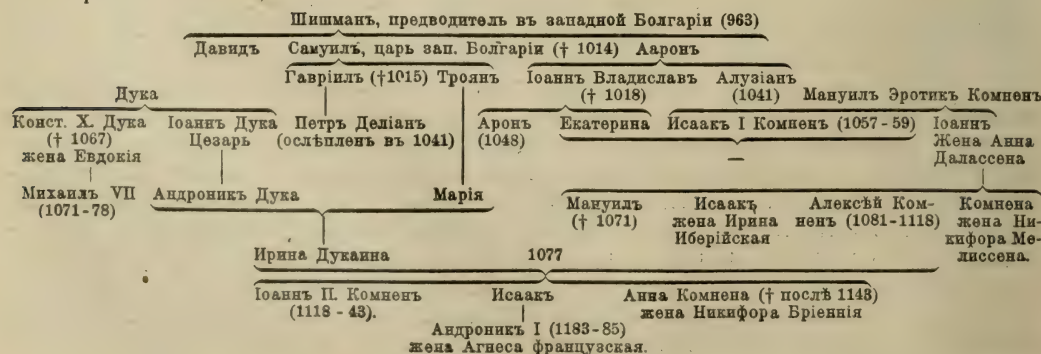 Шишманъ, предводитель въ западной Болгаріи (963)
Давидъ Самуилъ, царь зап. Болгаріи († 1014) Ааронъ
Гавріилъ (†1015) Троянъ Іоаннъ Владиславъ Алузіанъ
Дука († 1018) (1041) Мануилъ Эротикъ Комненъ
Конст. X. Дука Іоаннъ Дука Петръ Деліанъ Аронъ Екатерина Исаакъ I Комненъ (1057-59) Іоаннъ
(† 1067) Цезарь (ослѣпленъ въ 1041) (1048) Жена Анна
жена Евдокія Далассена
Михаилъ VII Андроникъ Дука Марія
(1071-78) Мануилъ Исаакъ Алексѣй Ком- Комнена
(† 1071) жена Ирина ненъ (1081-1118) жена Ни-
Иберійская кифора Ме-
Ирина Дукаина 1077 лиссена.
Іоаннъ П. Комненъ Исаакъ Анна Комнена († послѣ 1143)
(1118 - 43). жена Никифора Бріеннія
Андроникъ I (1183-85)
жена Агнеса французская.